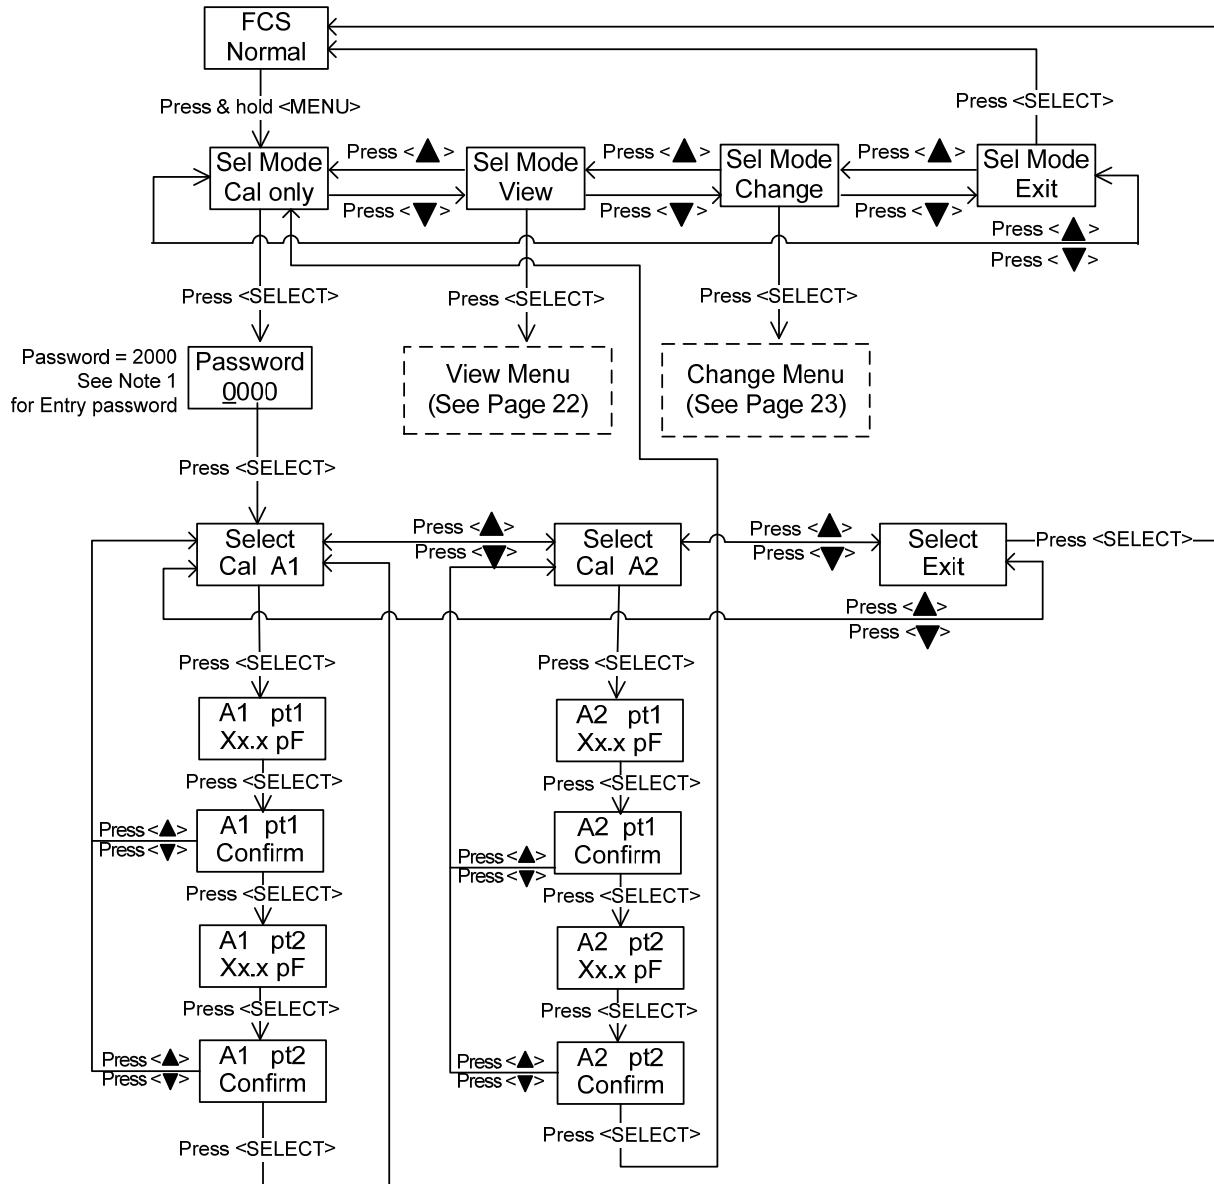 FCS
Normal
Press <SELECT>
Press & hold <MENU>
Press <▲>
Press <▲>
Press <▲>
Sel Mode
Cal only
Sel Mode
View
Sel Mode
Change
Sel Mode
Exit
Press <▼>
Press <▼>
Press <▼>
Press <▲>
Press <▼>
Press <SELECT>
Press <SELECT>
Press <SELECT>
Password = 2000
See Note 1
for Entry password
Password
0000
View Menu
(See Page 22)
Change Menu
(See Page 23)
Press <SELECT>
Select
Cal A1
Press <▲>
Press <▼>
Select
Cal A2
Press <▲>
Press <▼>
Select
Exit
Press <SELECT>
Press <▲>
Press <▼>
Press <SELECT>
Press <SELECT>
A1 pt1
Xx.x pF
A2 pt1
Xx.x pF
Press <SELECT>
Press <SELECT>
Press <▲>
Press <▼>
A1 pt1
Confirm
Press <▲>
Press <▼>
A2 pt1
Confirm
Press <SELECT>
Press <SELECT>
A1 pt2
Xx.x pF
A2 pt2
Xx.x pF
Press <SELECT>
Press <SELECT>
Press <▲>
Press <▼>
A1 pt2
Confirm
Press <▲>
Press <▼>
A2 pt2
Confirm
Press <SELECT>
Press <SELECT>